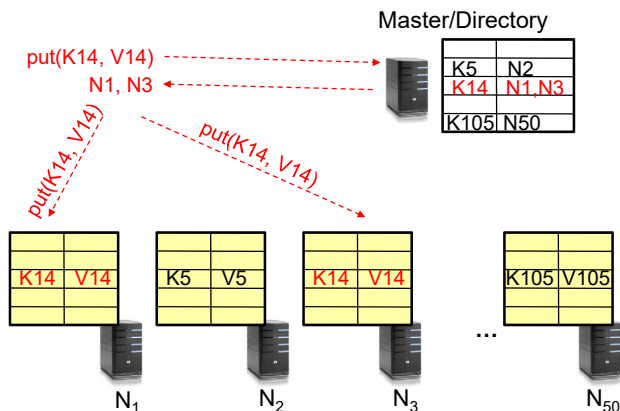 Master/Directory
put(K14, V14)
N1, N3
K5 N2
K14 N1,N3
K105 N50
put(K14, V14)
put(K14, V14)
K14 V14
K5 V5
K14 V14
K105 V105
...
N1
N2
N3
N50